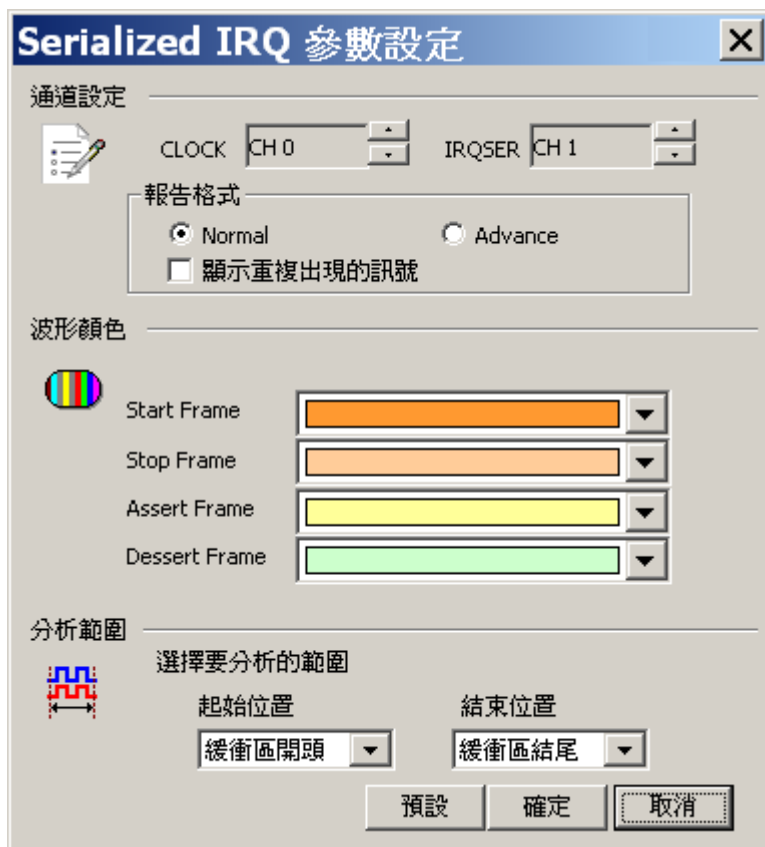 Serialized IRQ 參數設定
通道設定
CLOCK CH 0 IRQSER CH 1
報告格式
Normal Advance
顯示重複出現的訊號
波形顏色
Start Frame
Stop Frame
Assert Frame
Dessert Frame
分析範圍
選擇要分析的範圍
起始位置 結束位置
緩衝區開頭 緩衝區結尾
預設 確定 取消